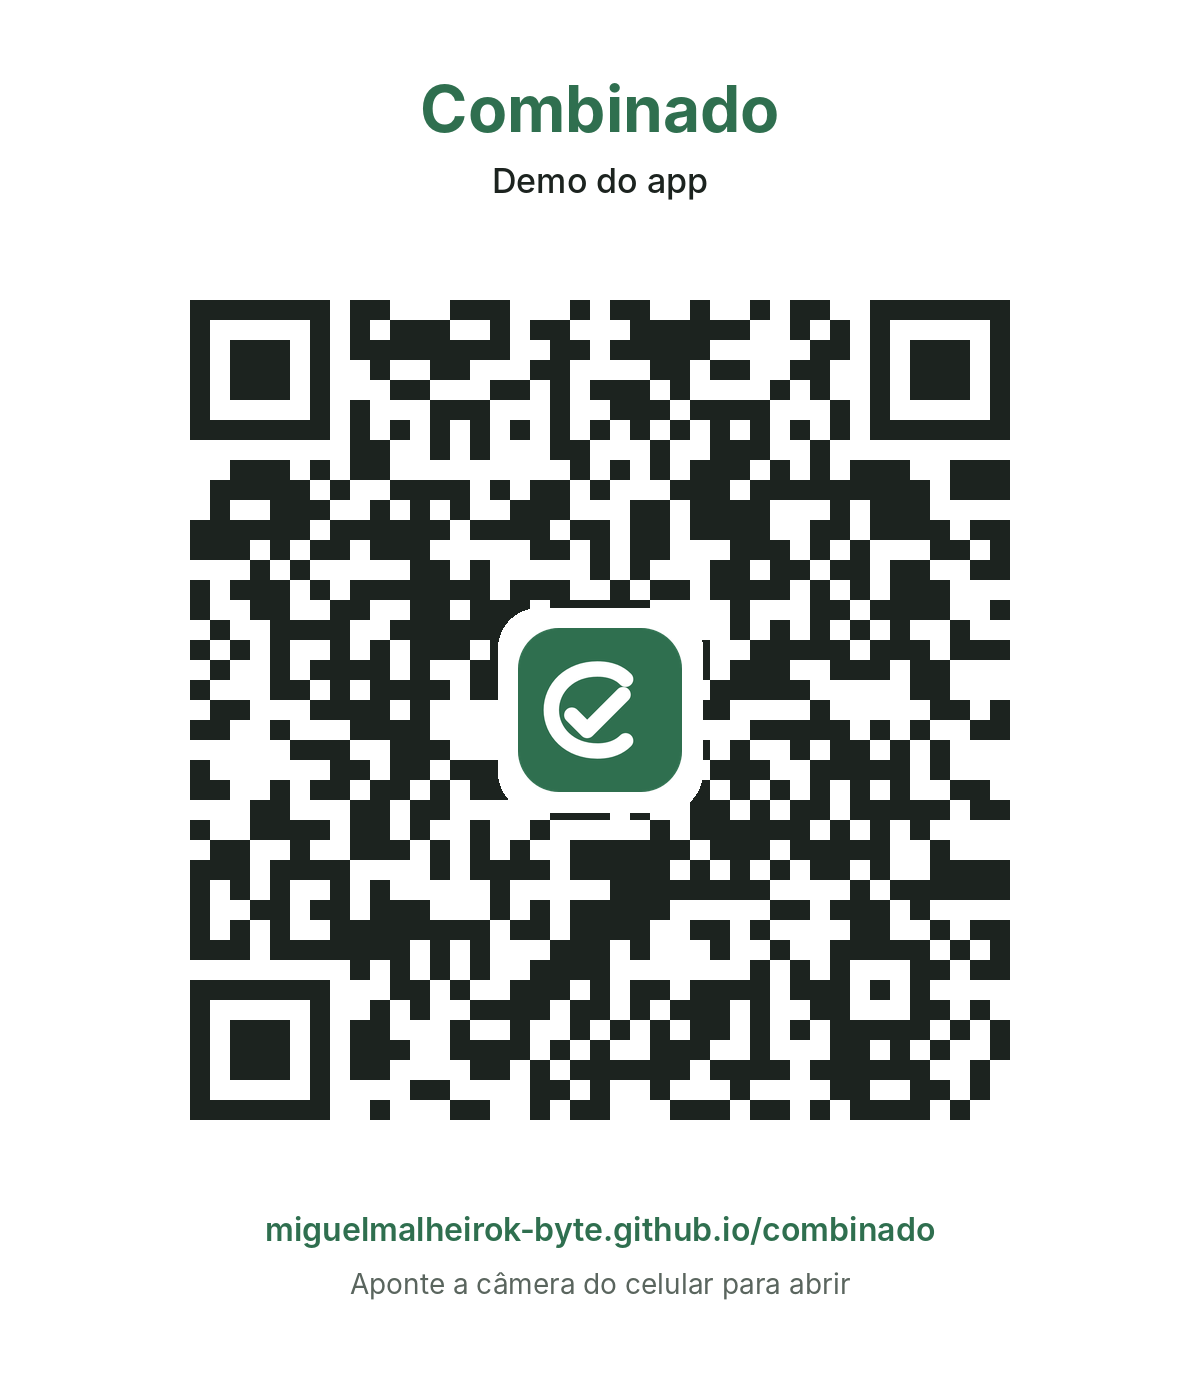 Combinado
Demo do app
miguelmalheirok-byte.github.io/combinado
Aponte a câmera do celular para abrir